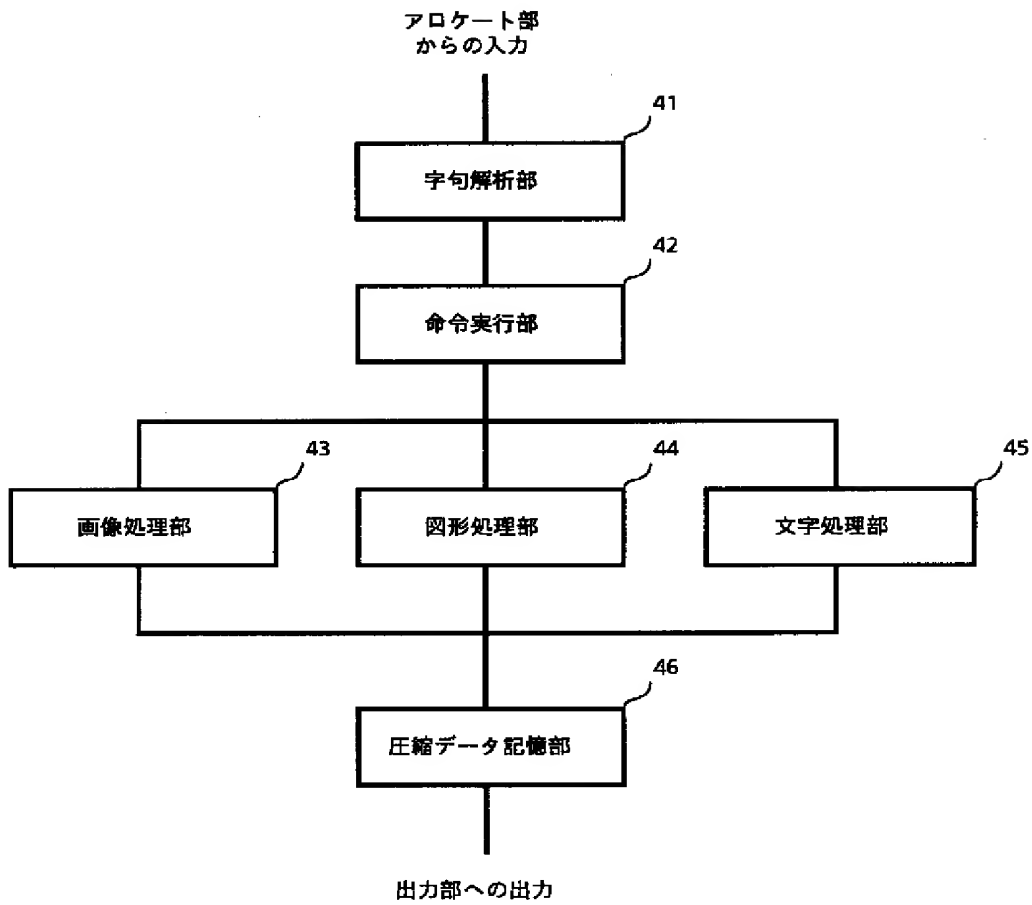 アロケート部
からの入力
41
字句解析部
42
命令実行部
43
44
45
画像処理部
図形処理部
文字処理部
46
圧縮データ記憶部
出力部への出力